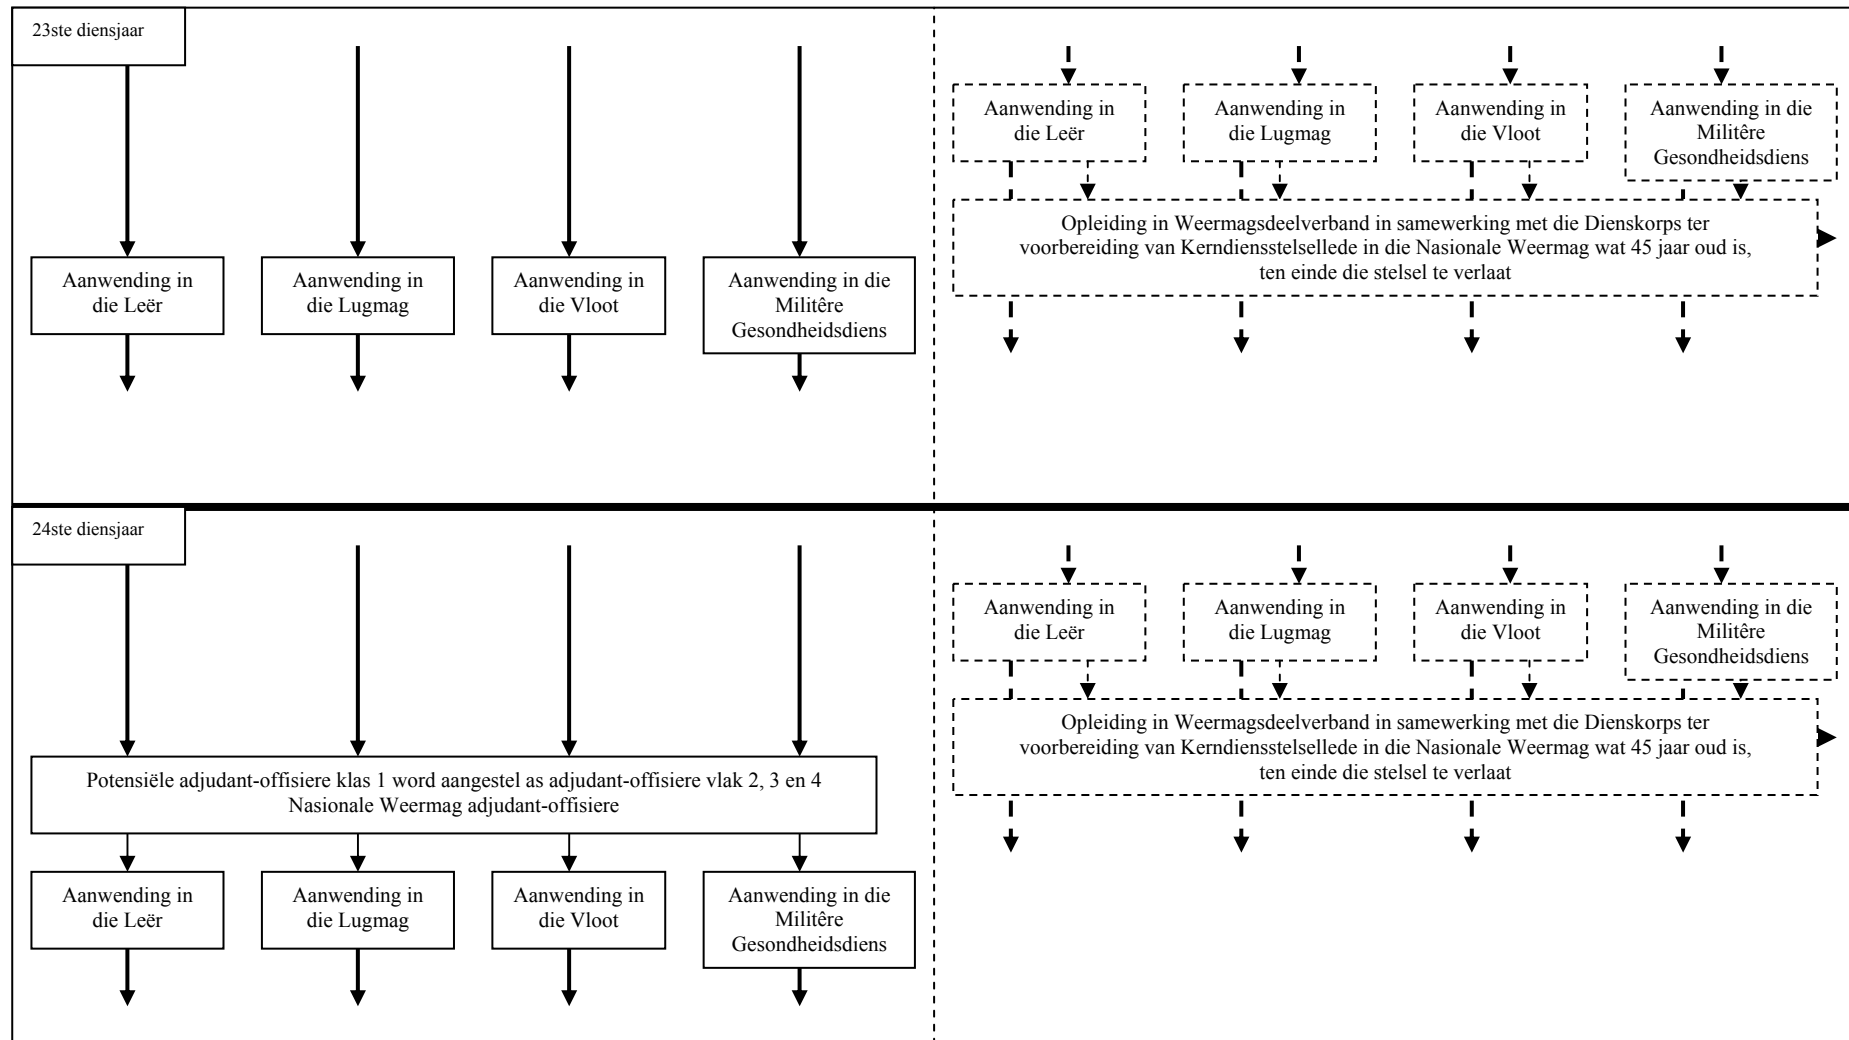 23ste diensjaar
Aanwending in
die Leër
Aanwending in
die Lugmag
Aanwending in
die Vloot
Aanwending in die
Militêre
Gesondheidsdiens
Aanwending in
die Leër
Aanwending in
die Lugmag
Aanwending in
die Vloot
Aanwending in die
Militêre
Gesondheidsdiens
Opleiding in Weermagsdeelverband in samewerking met die Dienskorps ter
voorbereiding van Kerndiensstelsellede in die Nasionale Weermag wat 45 jaar oud is,
ten einde die stelsel te verlaat
24ste diensjaar
Potensiële adjudant-offisiere klas 1 word aangestel as adjudant-offisiere vlak 2, 3 en 4
Nasionale Weermag adjudant-offisiere
Aanwending in
die Leër
Aanwending in
die Lugmag
Aanwending in
die Vloot
Aanwending in die
Militêre
Gesondheidsdiens
Aanwending in
die Leër
Aanwending in
die Lugmag
Aanwending in
die Vloot
Aanwending in die
Militêre
Gesondheidsdiens
Opleiding in Weermagsdeelverband in samewerking met die Dienskorps ter
voorbereiding van Kerndiensstelsellede in die Nasionale Weermag wat 45 jaar oud is,
ten einde die stelsel te verlaat